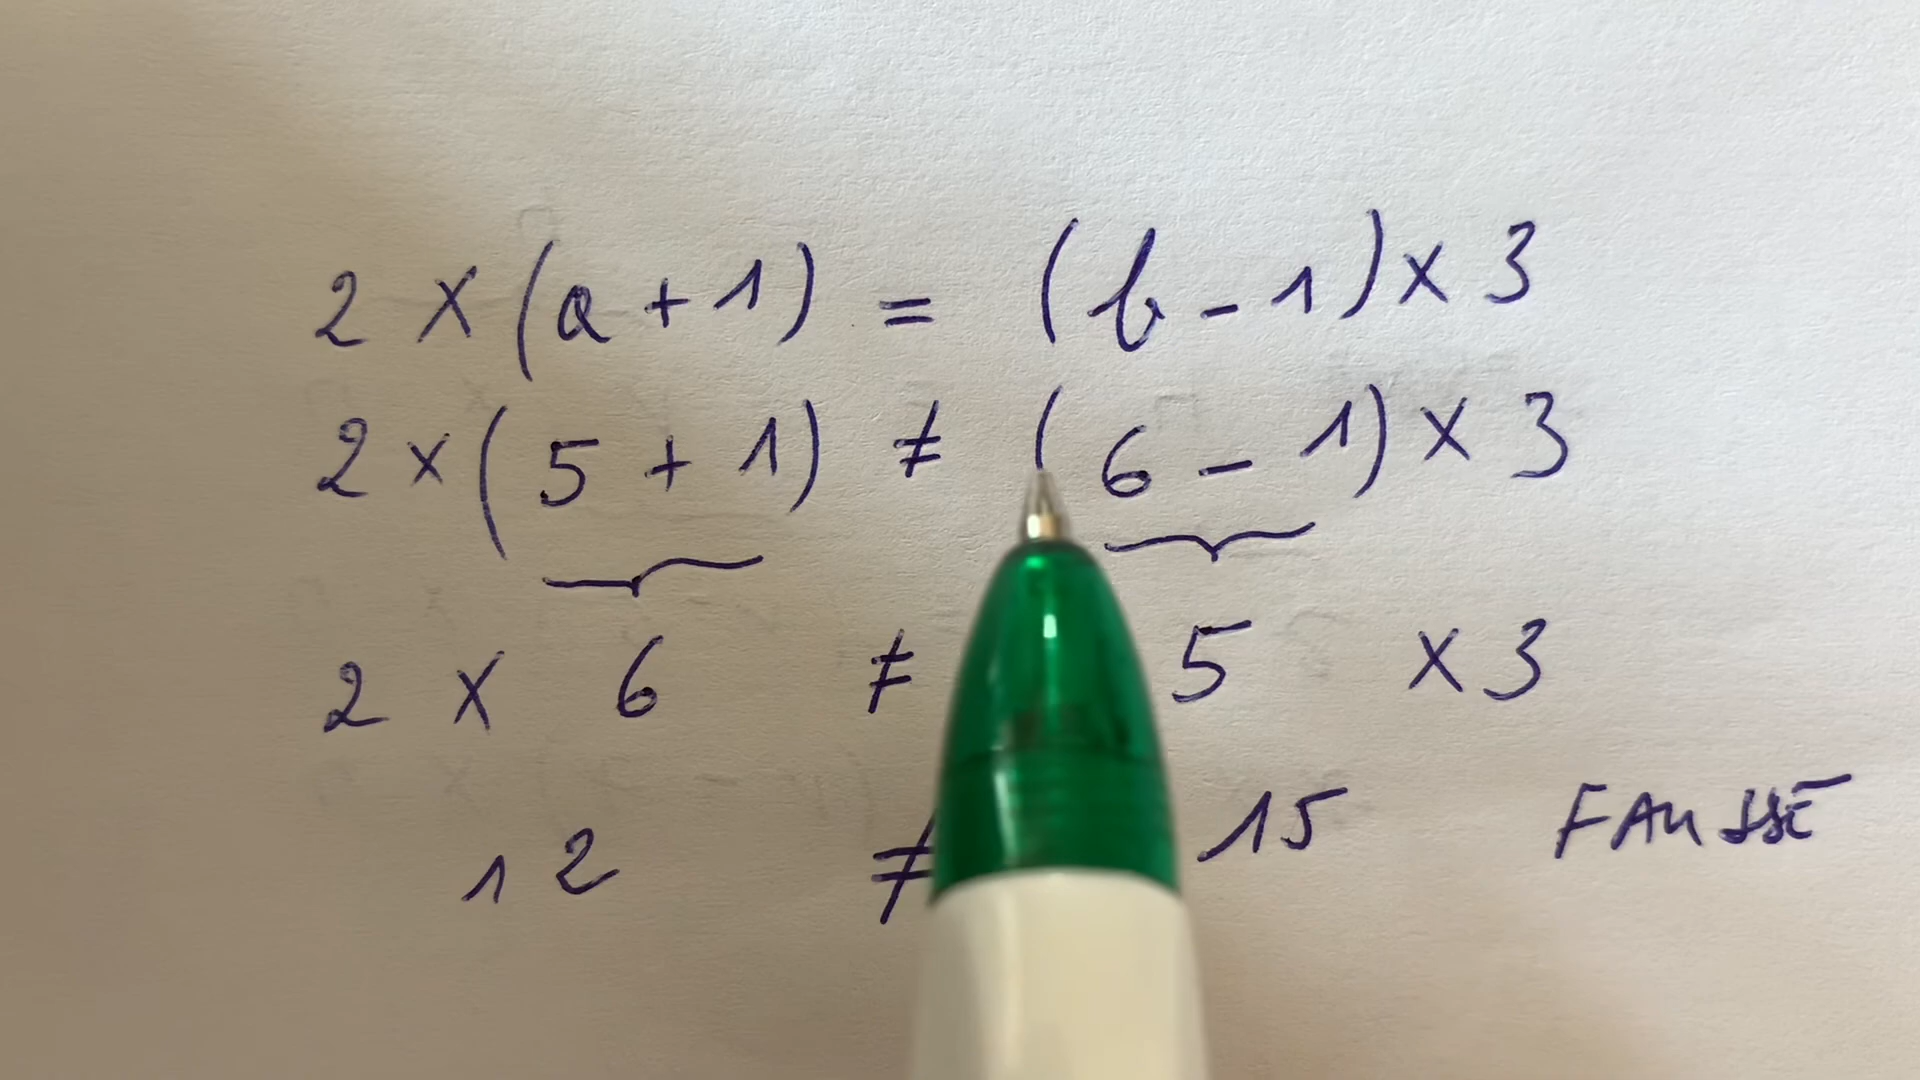 2 × (a + 1) = (b - 1) × 3
2 × (5 + 1) ≠ (6 - 1) × 3
2 × 6 ≠ 5 × 3
12 ≠ 15 FAUSSE